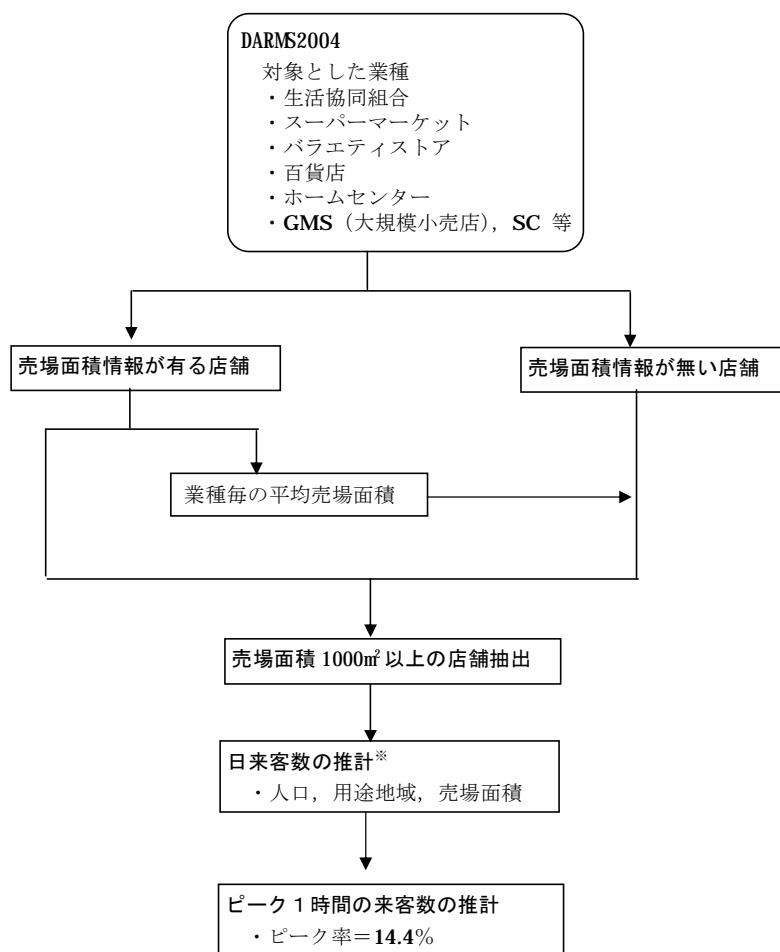 DARMS2004
対象とした業種
・生活協同組合
・スーパーマーケット
・バラエティストア
・百貨店
・ホームセンター
・GMS（大規模小売店），SC 等
売場面積情報が有る店舗
売場面積情報が無い店舗
業種毎の平均売場面積
売場面積 1000㎡以上の店舗抽出
日来客数の推計※
・人口，用途地域，売場面積
ピーク 1 時間の来客数の推計
・ピーク率＝14.4%